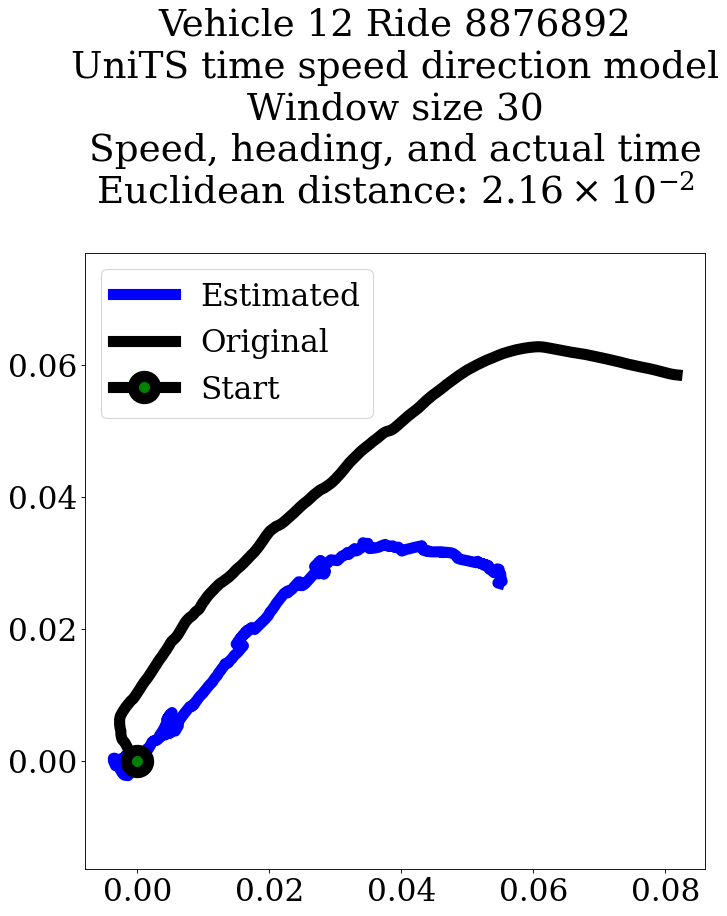 Vehicle 12 Ride 8876892
UniTS time speed direction model
Window size 30
Speed, heading, and actual time
Euclidean distance: 2.16 × 10⁻²
Estimated
Original
Start
0.06
0.04
0.02
0.00
0.00 0.02 0.04 0.06 0.08